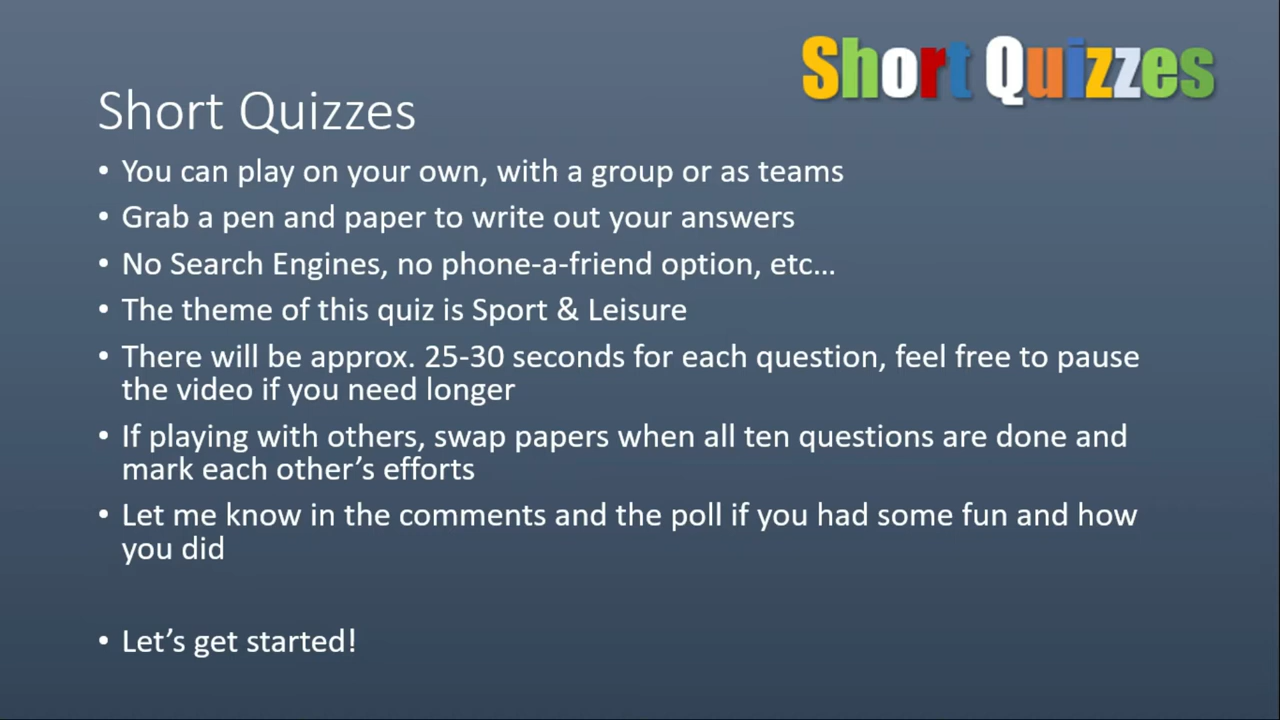 Short Quizzes
Short Quizzes
• You can play on your own, with a group or as teams
• Grab a pen and paper to write out your answers
• No Search Engines, no phone-a-friend option, etc…
• The theme of this quiz is Sport & Leisure
• There will be approx. 25-30 seconds for each question, feel free to pause
the video if you need longer
• If playing with others, swap papers when all ten questions are done and
mark each other’s efforts
• Let me know in the comments and the poll if you had some fun and how
you did
• Let’s get started!